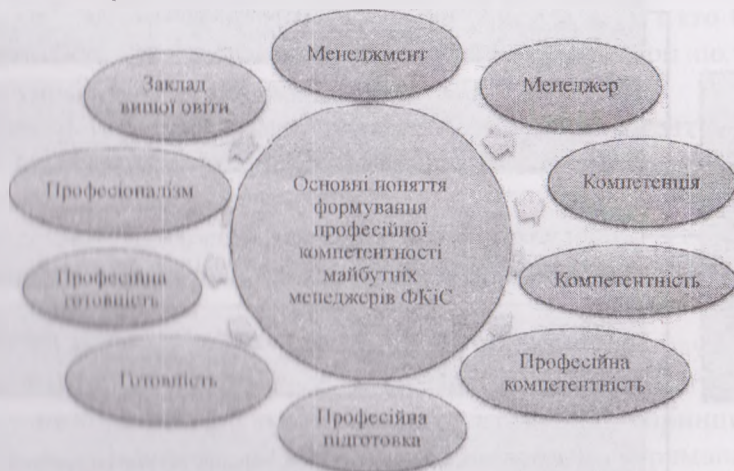 Менеджмент
Менеджер
Компетенція
Компетентність
Професійна
компетентність
Професійна
підготовка
Готовність
Професійна
готовність
Професіоналізм
Заклад
вищої овіти
Основні поняття
формування
професійної
компетентності
майбутніх
менеджерів ФКіС